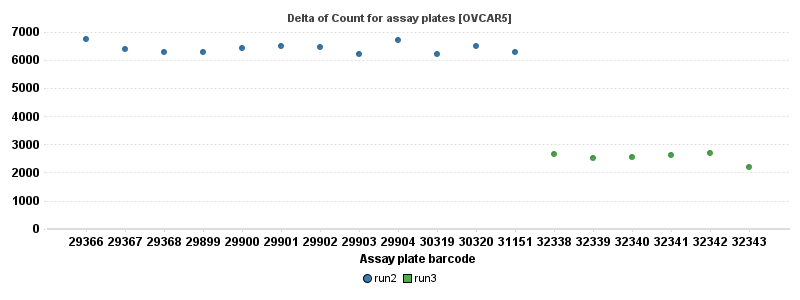 Delta of Count for assay plates [OVCAR5]
7000
6000
5000
4000
3000
2000
1000
0
29366 29367 29368 29899 29900 29901 29902 29903 29904 30319 30320 31151 32338 32339 32340 32341 32342 32343
Assay plate barcode
run2 run3